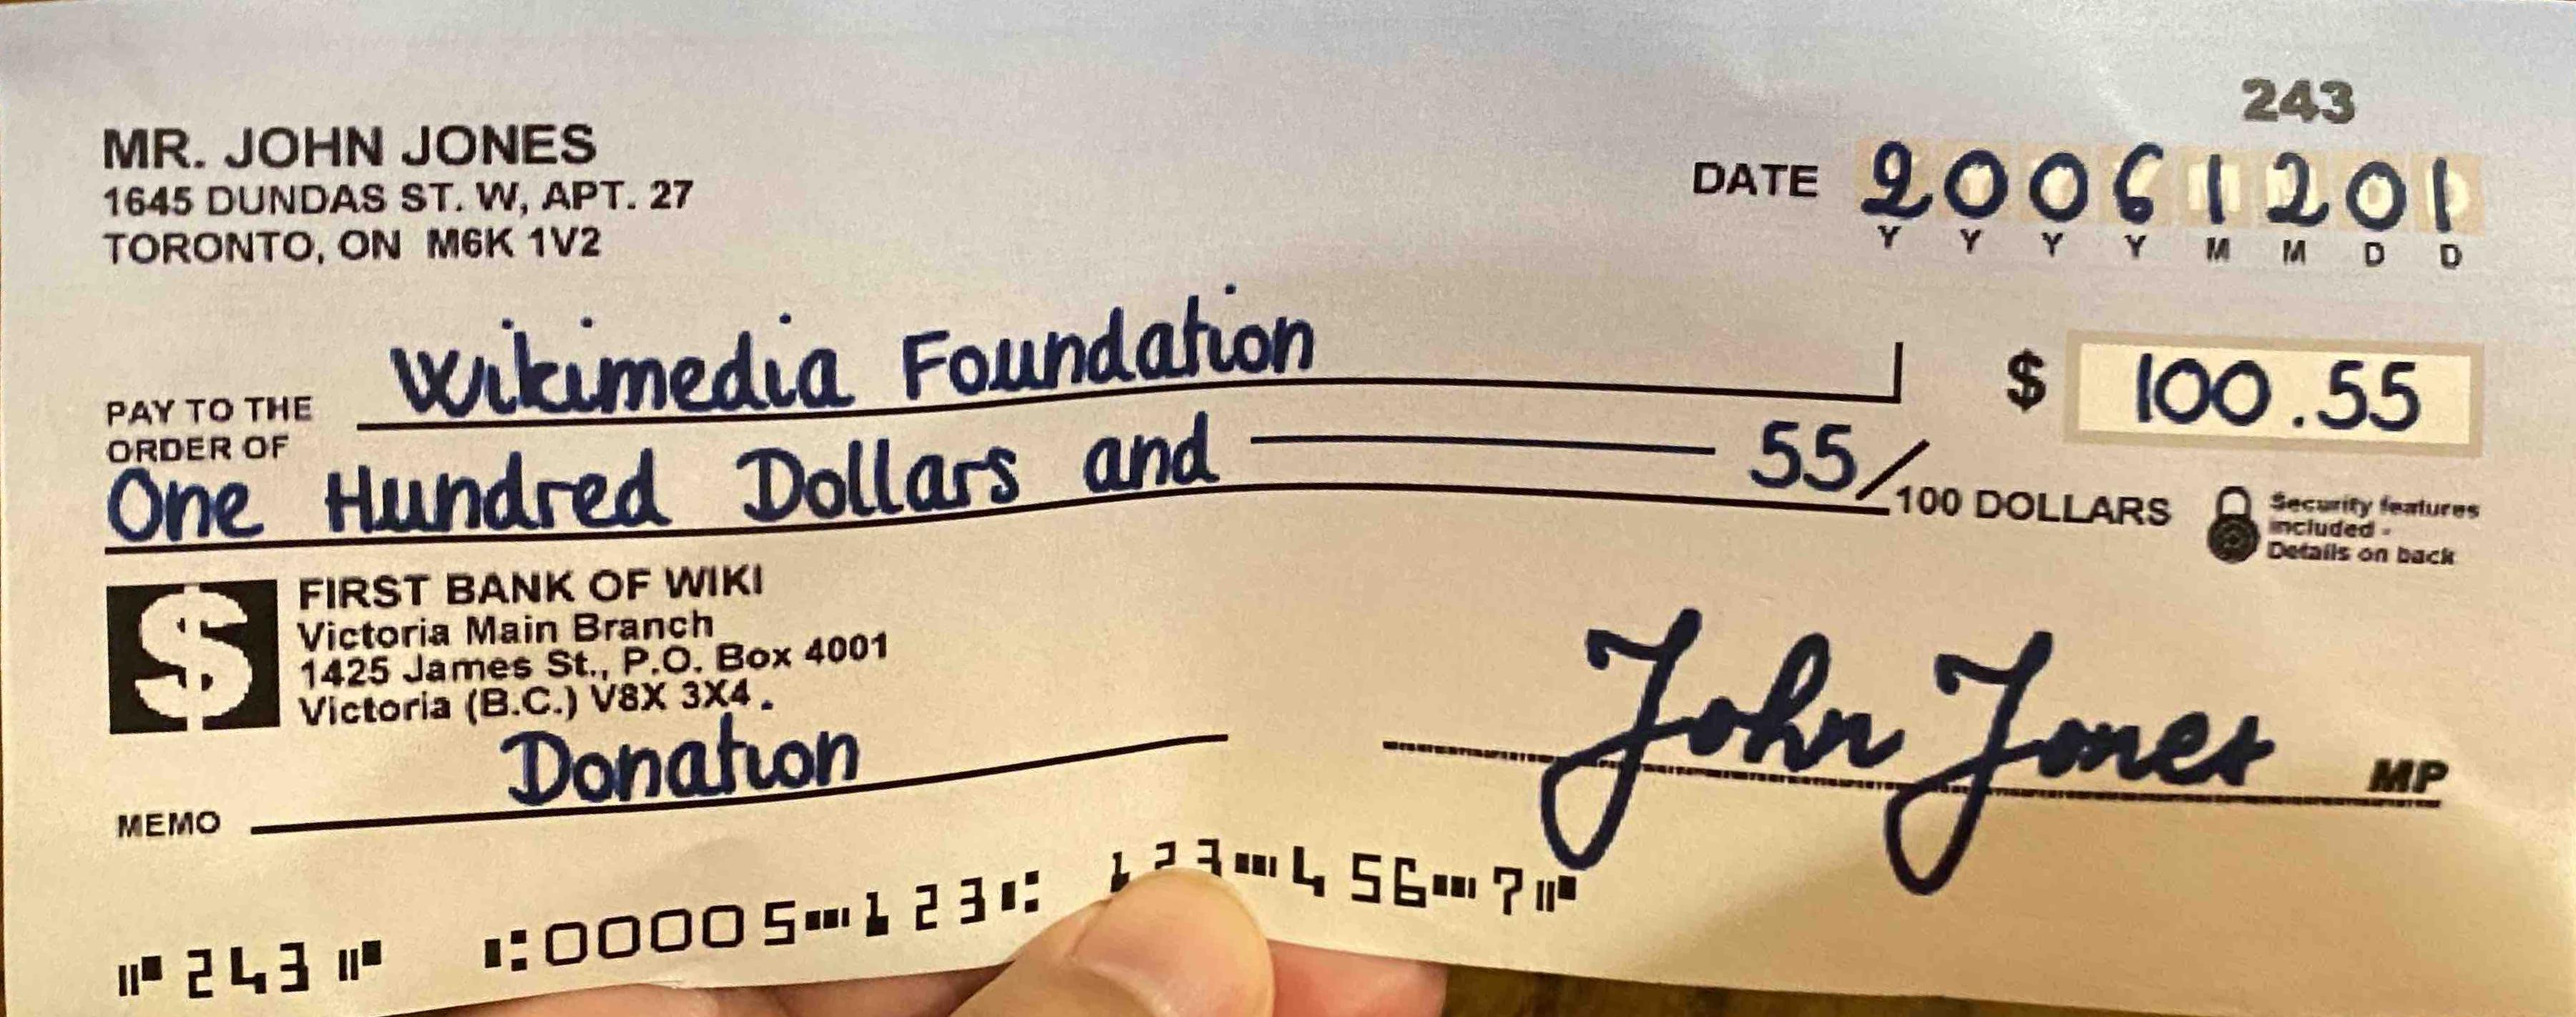 243
MR. JOHN JONES
1645 DUNDAS ST. W, APT. 27
TORONTO, ON M6K 1V2
DATE 20061201
Y Y Y Y M M D D
PAY TO THE ORDER OF Wikimedia Foundation $ 100.55
One Hundred Dollars and 55/100 DOLLARS
Security features
included -
Details on back
FIRST BANK OF WIKI
Victoria Main Branch
1425 James St., P.O. Box 4001
Victoria (B.C.) V8X 3X4.
MEMO Donation
John Jones MP
⑈243⑈ ⑆00005⑉123⑆ 123⑉456⑉7⑈